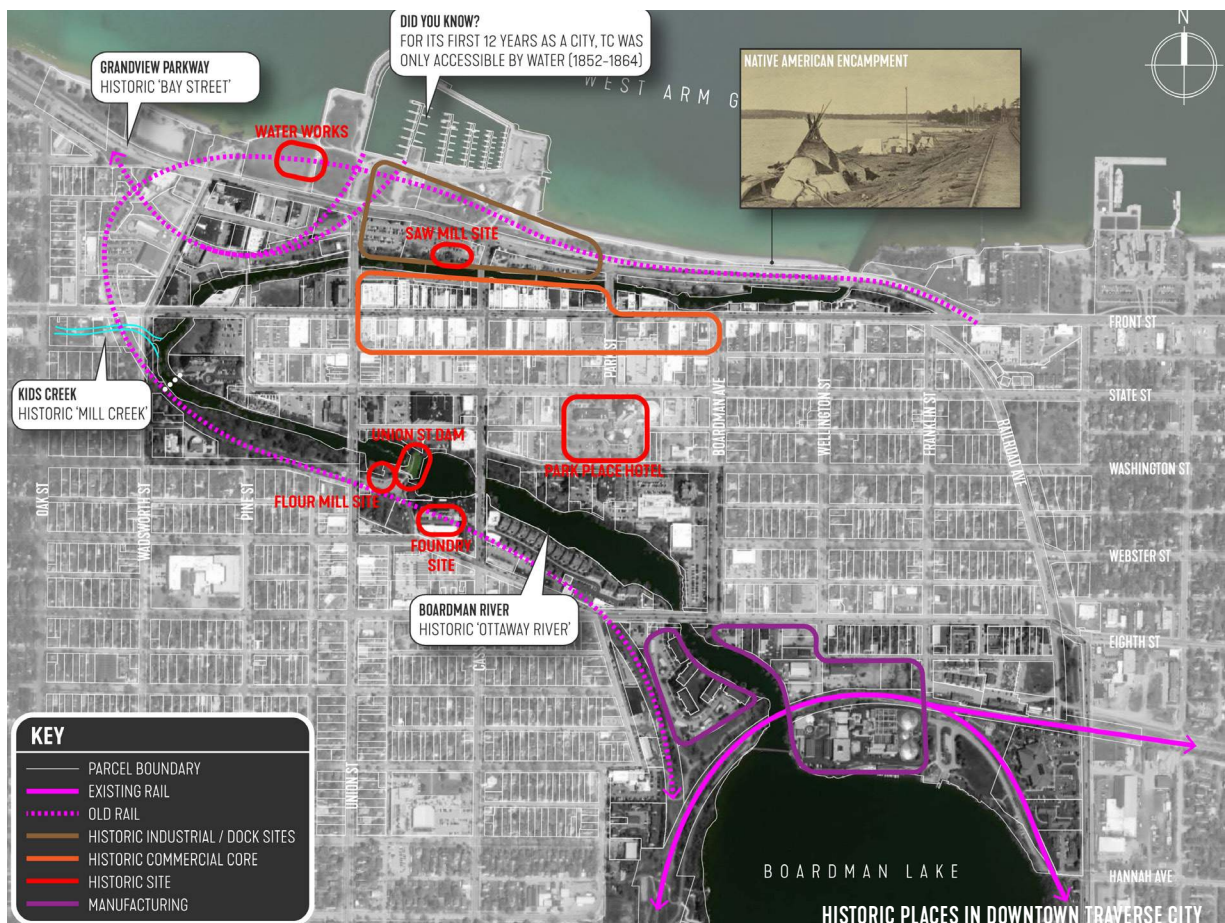 DID YOU KNOW?
FOR ITS FIRST 12 YEARS AS A CITY, TC WAS
ONLY ACCESSIBLE BY WATER (1852-1864)
N
GRANDVIEW PARKWAY
HISTORIC 'BAY STREET'
NATIVE AMERICAN ENCAMPMENT
WEST ARM G
WATER WORKS
SAW MILL SITE
FRONT ST
KIDS CREEK
HISTORIC 'MILL CREEK'
PARK ST
STATE ST
BOARDMAN AVE
WELLINGTON ST
FRANKLIN ST
RAILROAD AVE
UNION ST DAM
PARK PLACE HOTEL
WASHINGTON ST
FLOUR MILL SITE
OAK ST
WADSWORTH ST
PINE ST
FOUNDRY
SITE
WEBSTER ST
BOARDMAN RIVER
HISTORIC 'OTTAWAY RIVER'
EIGHTH ST
CASS
UNION ST
KEY
PARCEL BOUNDARY
EXISTING RAIL
OLD RAIL
HISTORIC INDUSTRIAL / DOCK SITES
HISTORIC COMMERCIAL CORE
HISTORIC SITE
MANUFACTURING
BOARDMAN LAKE
HANNAH AVE
HISTORIC PLACES IN DOWNTOWN TRAVERSE CITY